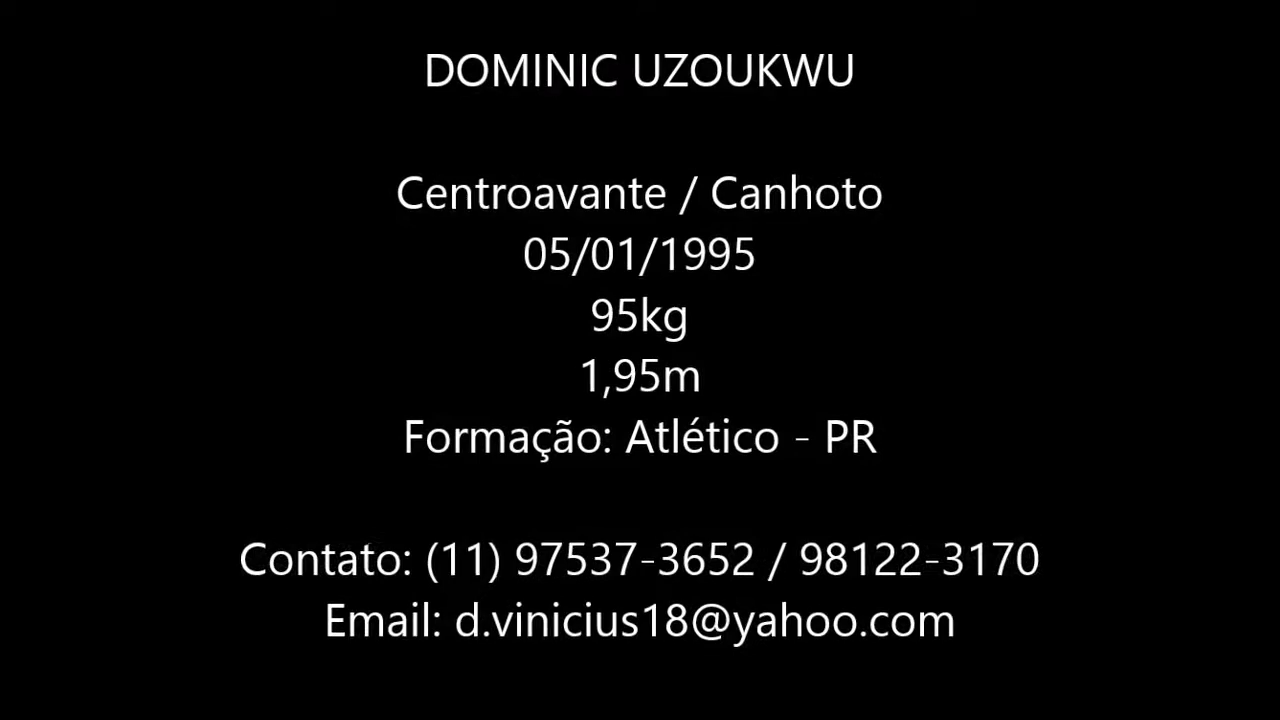 DOMINIC UZOUKWU
Centroavante / Canhoto
05/01/1995
95kg
1,95m
Formação: Atlético - PR
Contato: (11) 97537-3652 / 98122-3170
Email: d.vinicius18@yahoo.com